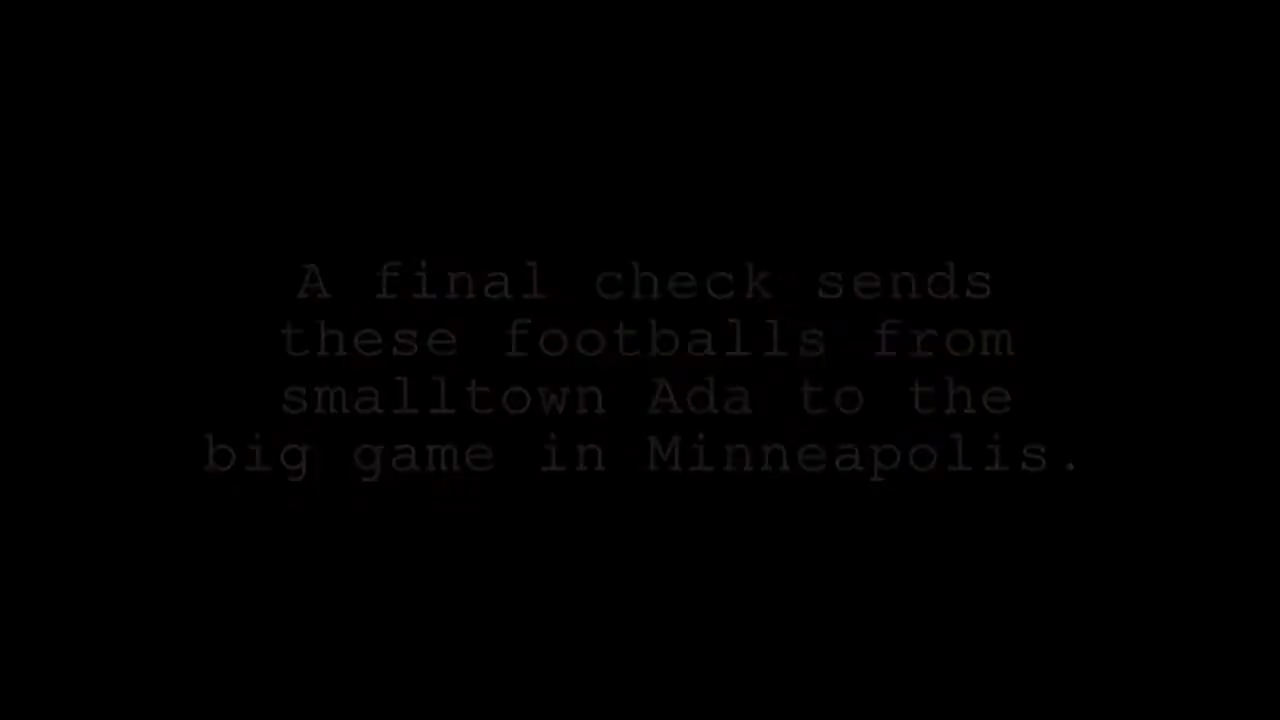 A final check sends
these footballs from
smalltown Ada to the
big game in Minneapolis.